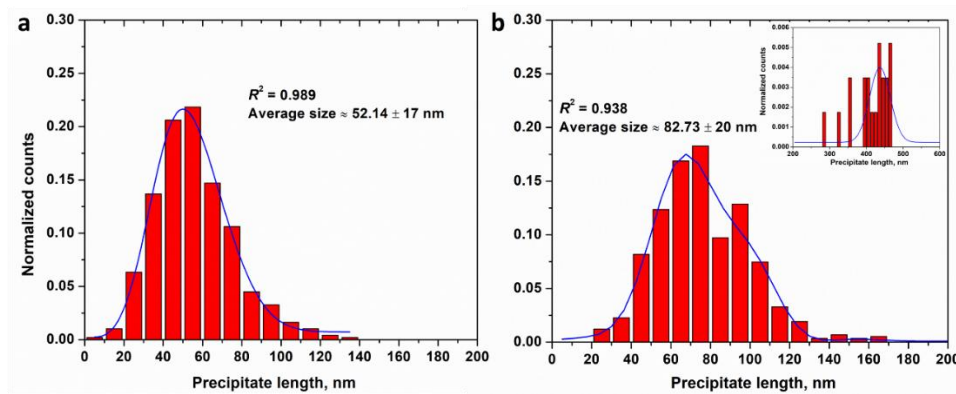 a
0.30
0.25
0.20
0.15
0.10
0.05
0.00
Normalized counts
R² = 0.989
Average size ≈ 52.14 ± 17 nm
0 20 40 60 80 100 120 140 160 180 200
Precipitate length, nm
b
0.30
0.25
0.20
0.15
0.10
0.05
0.00
R² = 0.938
Average size ≈ 82.73 ± 20 nm
0 20 40 60 80 100 120 140 160 180 200
Precipitate length, nm
0.006
0.005
0.004
0.003
0.002
0.001
0.000
Normalized counts
200 300 400 500 600
Precipitate length, nm